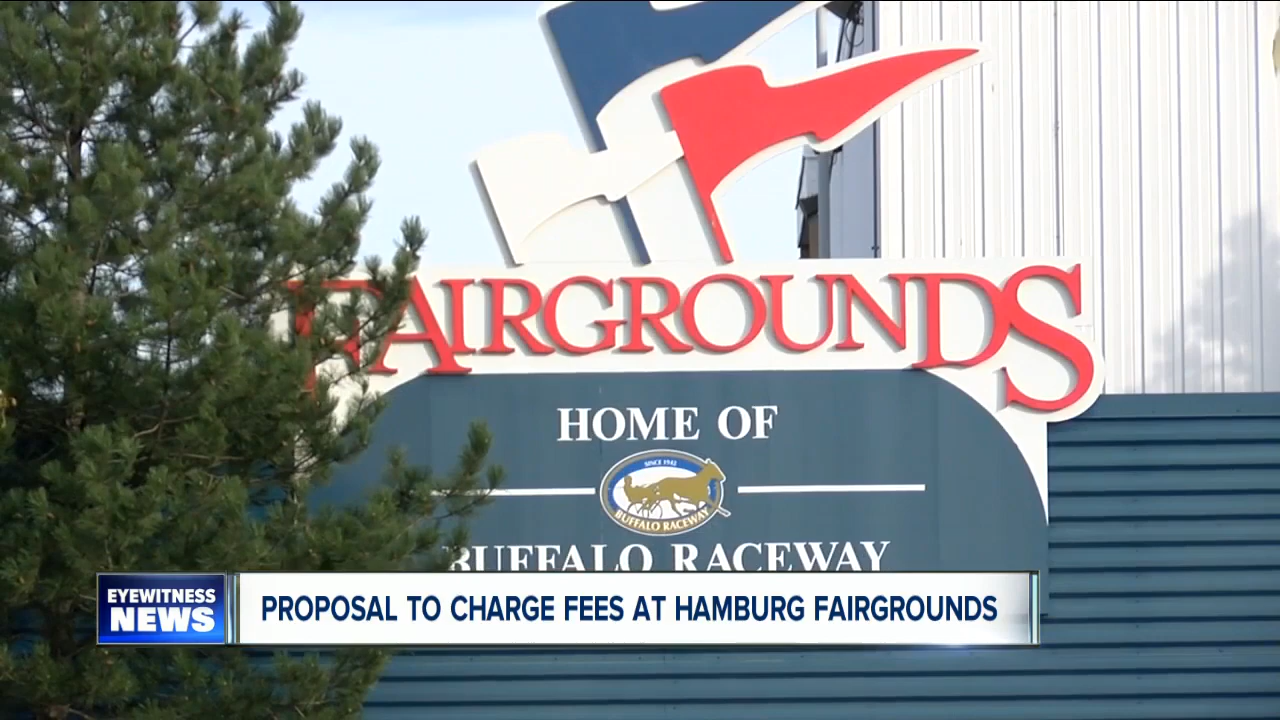 FAIRGROUNDS
HOME OF
SINCE 1942
BUFFALO RACEWAY
BUFFALO RACEWAY
EYEWITNESS
NEWS
PROPOSAL TO CHARGE FEES AT HAMBURG FAIRGROUNDS